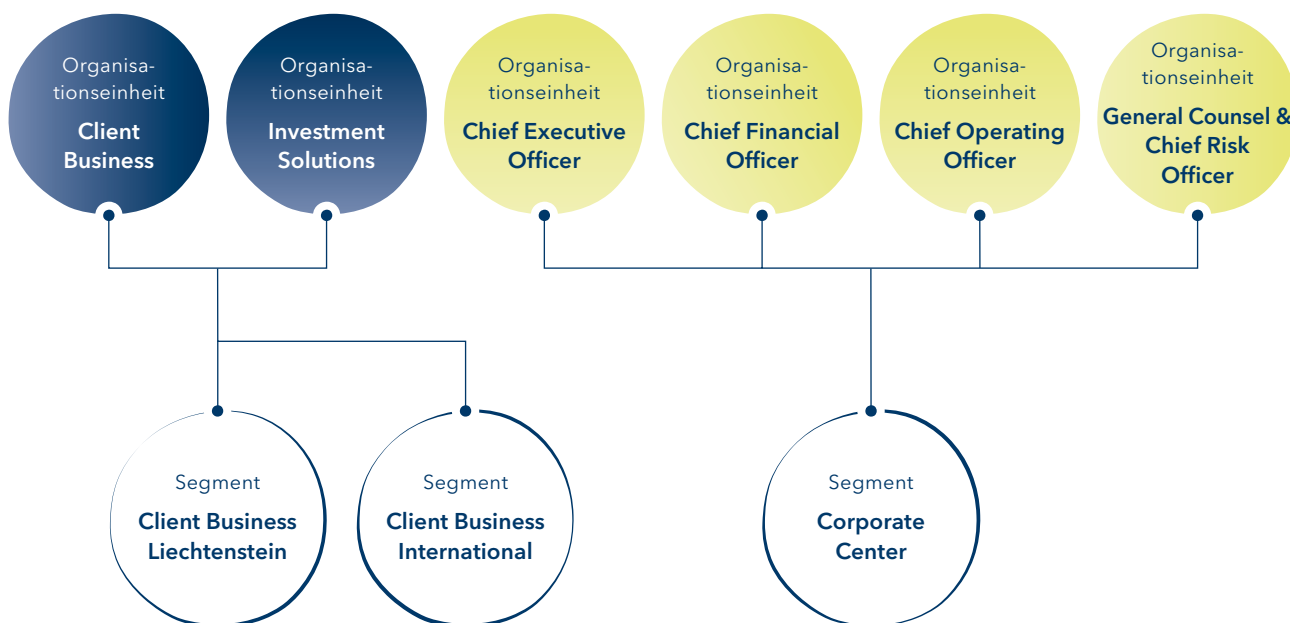 Organisa-
tionseinheit
Client
Business
Organisa-
tionseinheit
Investment
Solutions
Organisa-
tionseinheit
Chief Executive
Officer
Organisa-
tionseinheit
Chief Financial
Officer
Organisa-
tionseinheit
Chief Operating
Officer
Organisa-
tionseinheit
General Counsel &
Chief Risk
Officer
Segment
Client Business
Liechtenstein
Segment
Client Business
International
Segment
Corporate
Center